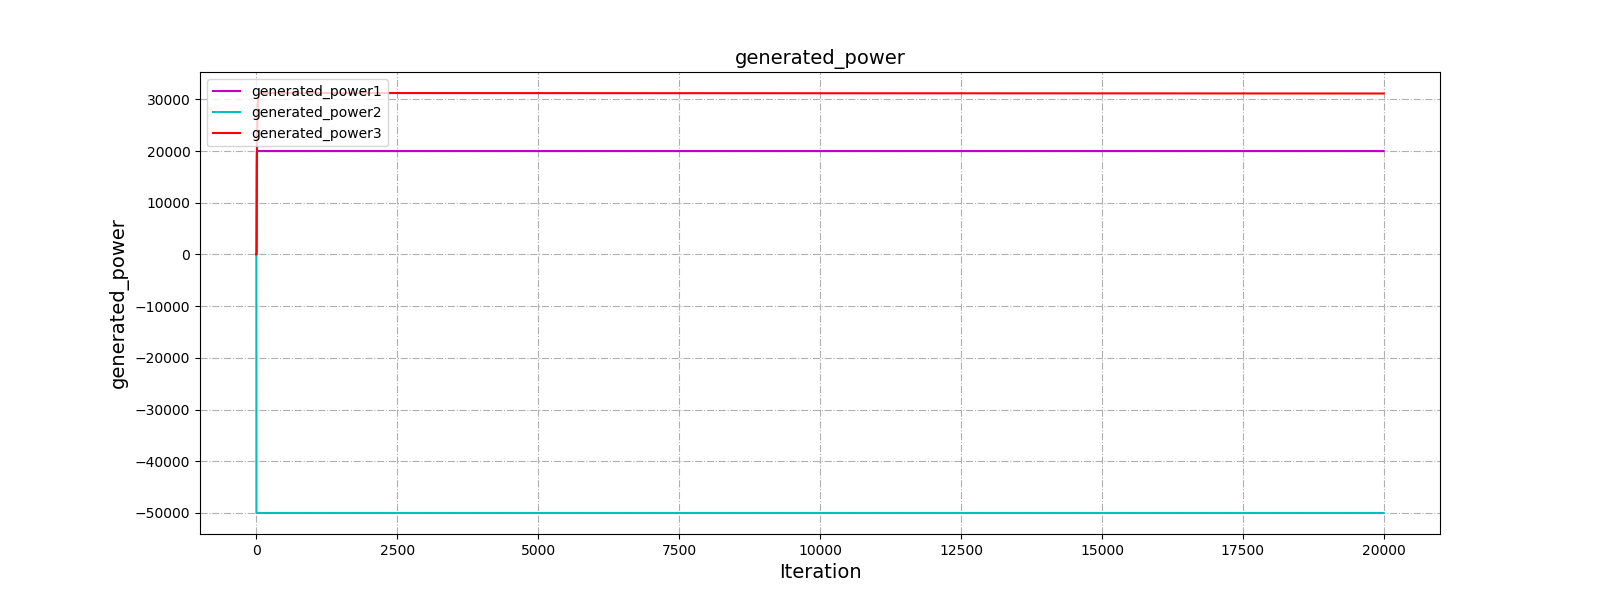 generated_power
generated_power1
generated_power2
generated_power3
30000
20000
10000
0
−10000
−20000
−30000
−40000
−50000
generated_power
0 2500 5000 7500 10000 12500 15000 17500 20000
Iteration